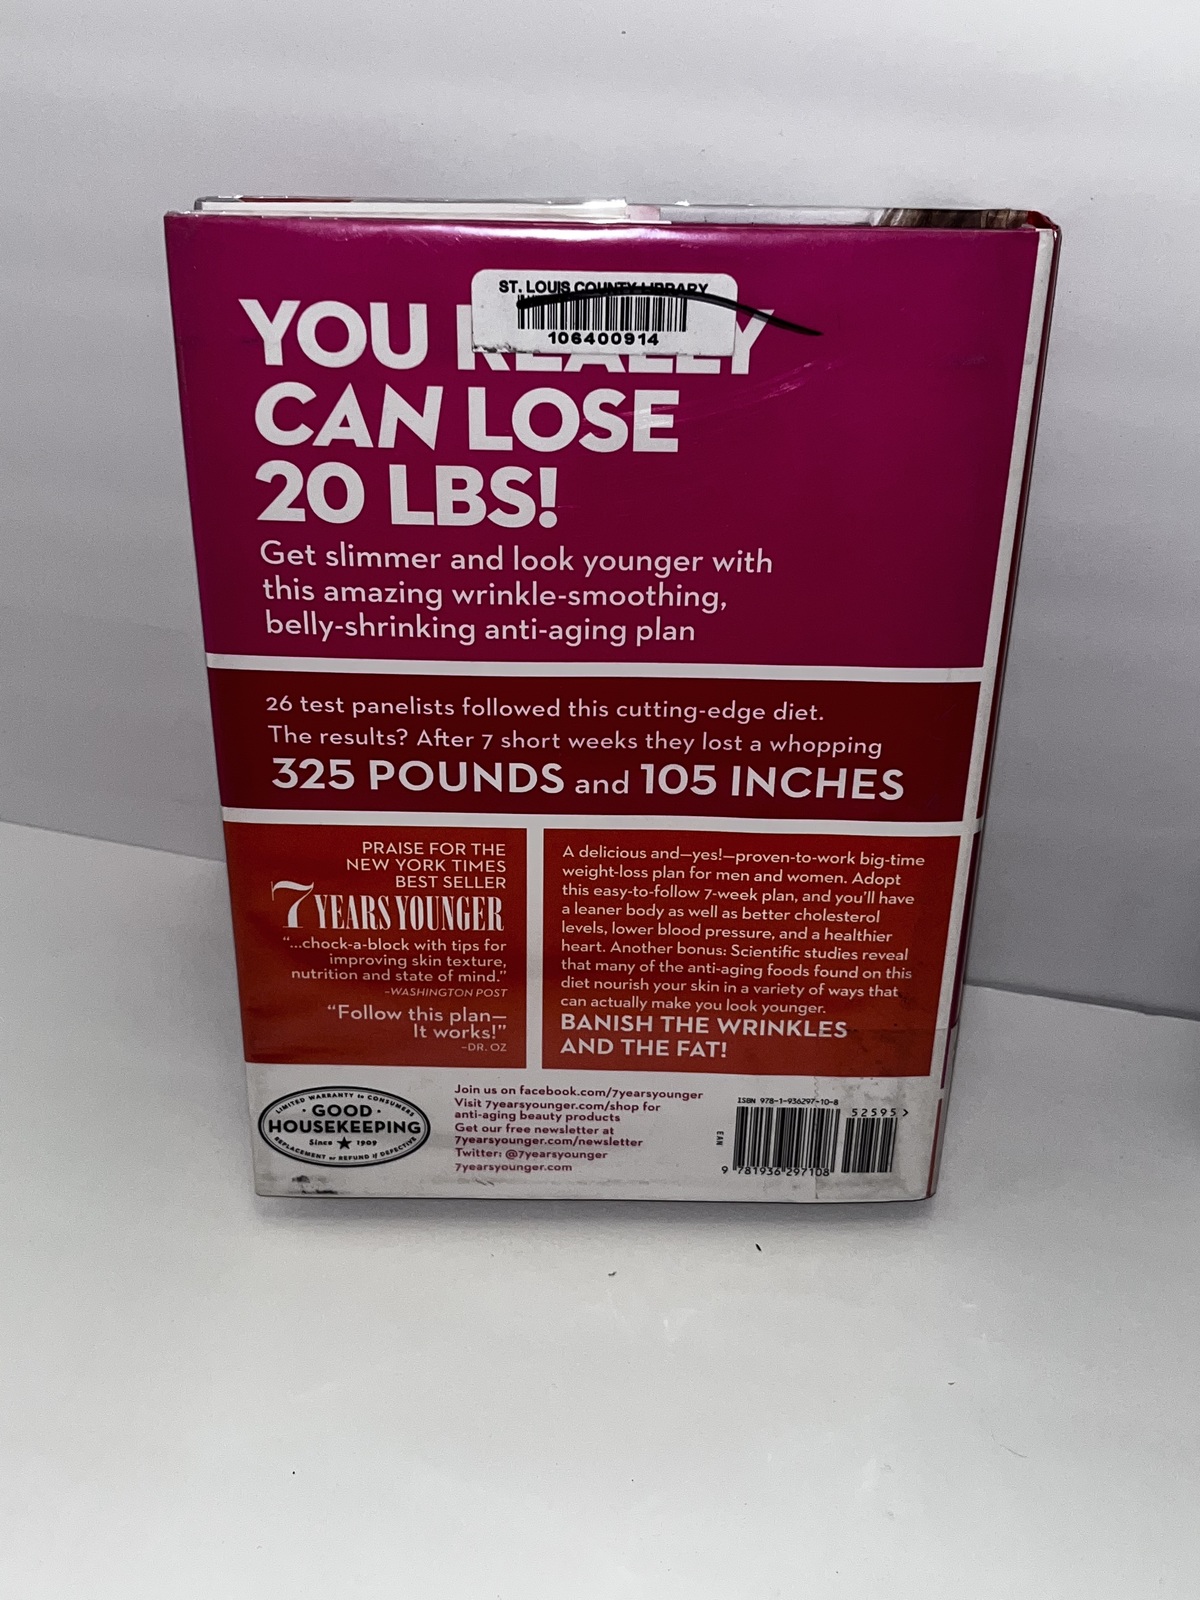 ST. LOUIS COUNTY LIBRARY
106400914
YOU REALLY
CAN LOSE
20 LBS!
Get slimmer and look younger with
this amazing wrinkle-smoothing,
belly-shrinking anti-aging plan
26 test panelists followed this cutting-edge diet.
The results? After 7 short weeks they lost a whopping
325 POUNDS and 105 INCHES
PRAISE FOR THE
NEW YORK TIMES
BEST SELLER
7 YEARS YOUNGER
“...chock-a-block with tips for
improving skin texture,
nutrition and state of mind.”
–WASHINGTON POST
“Follow this plan—
It works!”
–DR. OZ
A delicious and—yes!—proven-to-work big-time
weight-loss plan for men and women. Adopt
this easy-to-follow 7-week plan, and you’ll have
a leaner body as well as better cholesterol
levels, lower blood pressure, and a healthier
heart. Another bonus: Scientific studies reveal
that many of the anti-aging foods found on this
diet nourish your skin in a variety of ways that
can actually make you look younger.
BANISH THE WRINKLES
AND THE FAT!
LIMITED WARRANTY to CONSUMERS
· GOOD ·
HOUSEKEEPING
Since ★ 1909
REPLACEMENT or REFUND if DEFECTIVE
Join us on facebook.com/7yearsyounger
Visit 7yearsyounger.com/shop for
anti-aging beauty products
Get our free newsletter at
7yearsyounger.com/newsletter
Twitter: @7yearsyounger
7yearsyounger.com
ISBN 978-1-936297-10-8
52595>
EAN
9 781936 297108